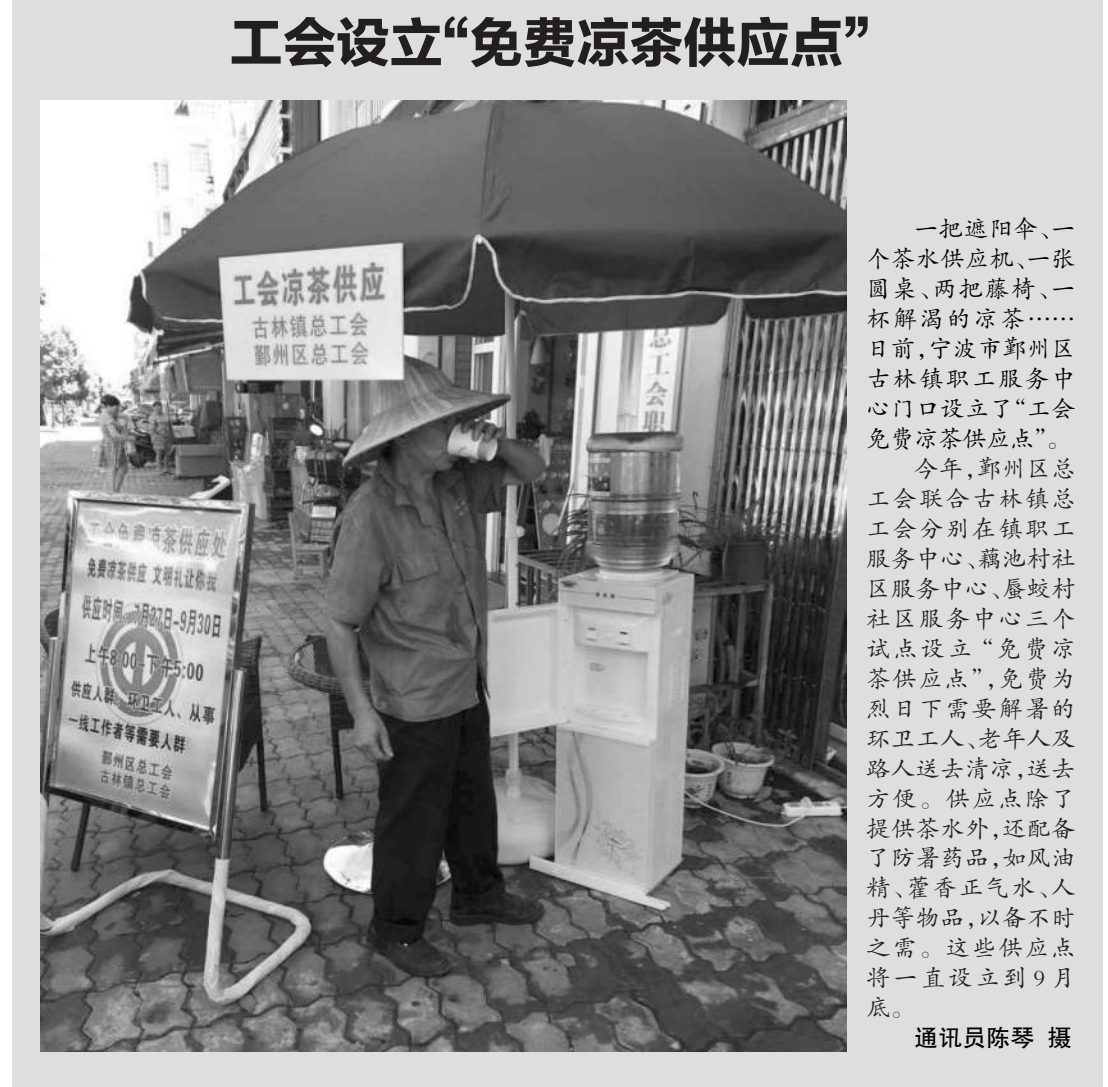 工会设立“免费凉茶供应点”
工会凉茶供应
古林镇总工会
鄞州区总工会
总工会职
工会免费凉茶供应处
免费凉茶供应 文明礼让你我
供应时间：7月27日-9月30日
上午8:00-下午5:00
供应人群：环卫工人、从事
一线工作者等需要人群
鄞州区总工会
古林镇总工会
一把遮阳伞、一
个茶水供应机、一张
圆桌、两把藤椅、一
杯解渴的凉茶……
日前，宁波市鄞州区
古林镇职工服务中
心门口设立了“工会
免费凉茶供应点”。
今年，鄞州区总
工会联合古林镇总
工会分别在镇职工
服务中心、藕池村社
区服务中心、蜃蛟村
社区服务中心三个
试点设立“免费凉
茶供应点”，免费为
烈日下需要解暑的
环卫工人、老年人及
路人送去清凉，送去
方便。供应点除了
提供茶水外，还配备
了防暑药品，如风油
精、藿香正气水、人
丹等物品，以备不时
之需。这些供应点
将一直设立到9月
底。
通讯员陈琴 摄